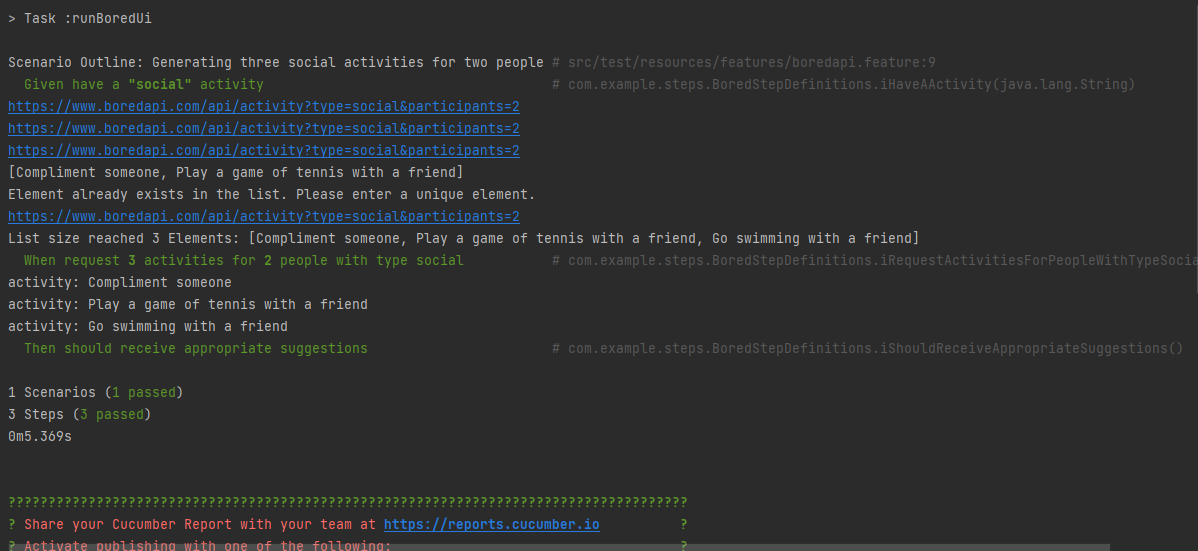 > Task :runBoredUi
Scenario Outline: Generating three social activities for two people # src/test/resources/features/boredapi.feature:9
Given have a "social" activity # com.example.steps.BoredStepDefinitions.iHaveAActivity(java.lang.String)
https://www.boredapi.com/api/activity?type=social&participants=2
https://www.boredapi.com/api/activity?type=social&participants=2
https://www.boredapi.com/api/activity?type=social&participants=2
[Compliment someone, Play a game of tennis with a friend]
Element already exists in the list. Please enter a unique element.
https://www.boredapi.com/api/activity?type=social&participants=2
List size reached 3 Elements: [Compliment someone, Play a game of tennis with a friend, Go swimming with a friend]
When request 3 activities for 2 people with type social # com.example.steps.BoredStepDefinitions.iRequestActivitiesForPeopleWithTypeSocia
activity: Compliment someone
activity: Play a game of tennis with a friend
activity: Go swimming with a friend
Then should receive appropriate suggestions # com.example.steps.BoredStepDefinitions.iShouldReceiveAppropriateSuggestions()
1 Scenarios (1 passed)
3 Steps (3 passed)
0m5.369s
?????????????????????????????????????????????????????????????????????????????????????
? Share your Cucumber Report with your team at https://reports.cucumber.io ?
? Activate publishing with one of the following: ?